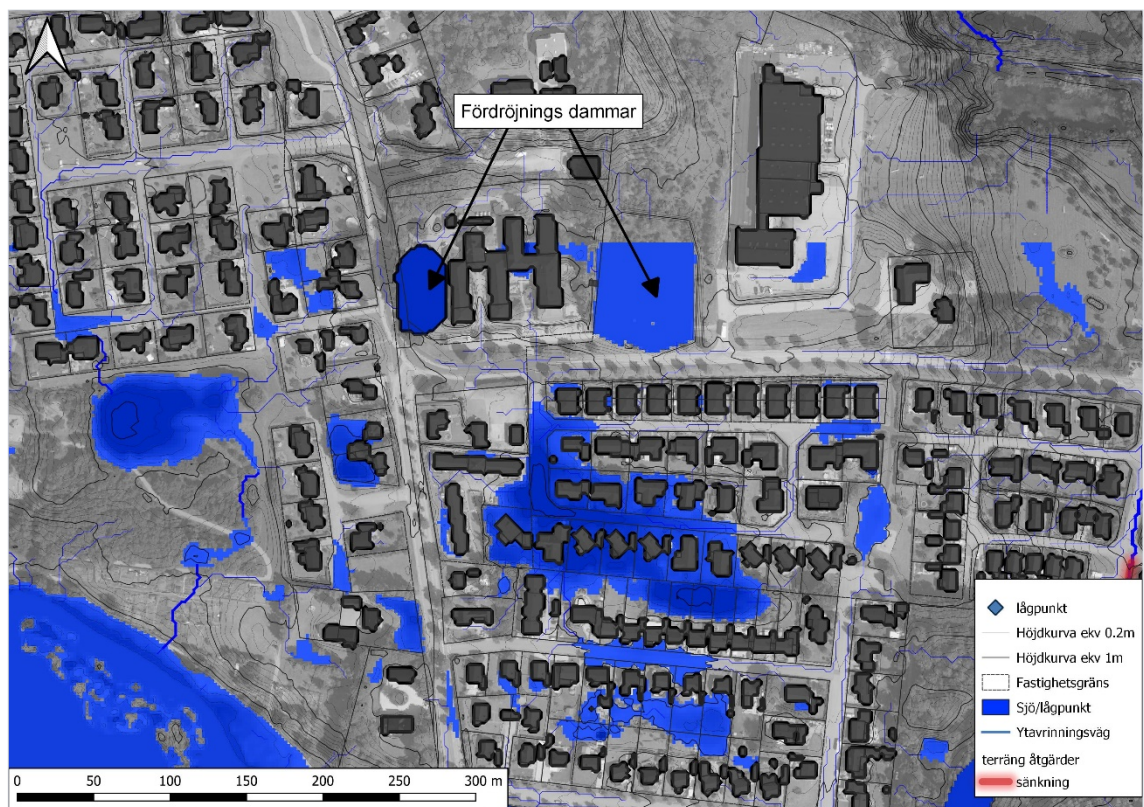 Fördröjnings dammar
lågpunkt
Höjdkurva ekv 0.2m
Höjdkurva ekv 1m
Fastighetsgräns
Sjö/lågpunkt
Ytavrinningsväg
terräng åtgärder
sänkning
0 50 100 150 200 250 300 m